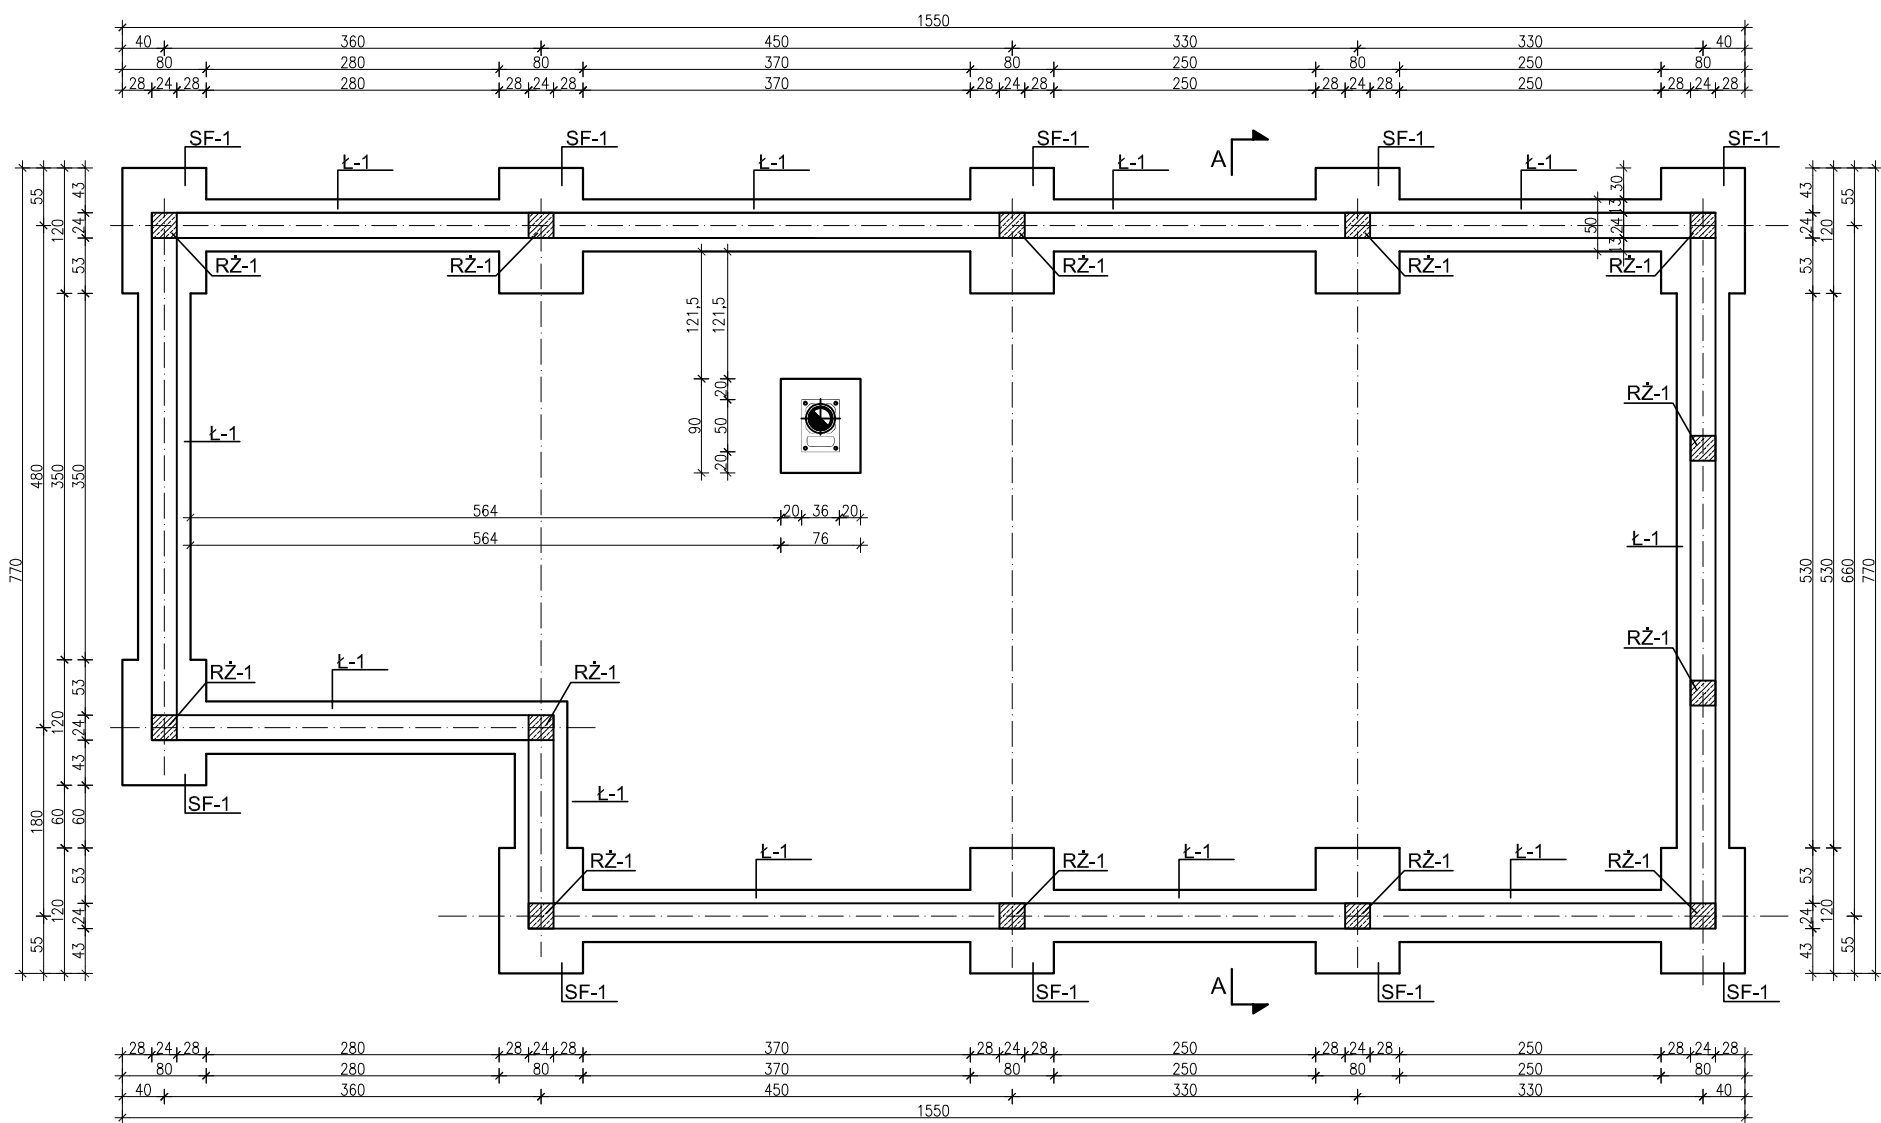 1550
40 360 450 330 330 40
80 280 80 370 80 250 80 250 80
28 24 28 280 28 24 28 370 28 24 28 250 28 24 28 250 28 24 28
SF-1 SF-1 SF-1 SF-1 SF-1
A
Ł-1 Ł-1 Ł-1 Ł-1
RŻ-1 RŻ-1 RŻ-1 RŻ-1 RŻ-1
30
13
24
13
50
770
55 480 180 55
120 350 120 60 120
43 24 53 350 53 24 43 60 53 24 43
121,5 121,5
90
20 50 20
564 20 36 20
564 76
Ł-1
RŻ-1
Ł-1
RŻ-1
43 24 53 530 53 24 43
120 530 120
55 660 55
770
Ł-1
RŻ-1 RŻ-1
SF-1
Ł-1
Ł-1 Ł-1 Ł-1
RŻ-1 RŻ-1 RŻ-1 RŻ-1
A
SF-1 SF-1 SF-1 SF-1
28 24 28 280 28 24 28 370 28 24 28 250 28 24 28 250 28 24 28
80 280 80 370 80 250 80 250 80
40 360 450 330 330 40
1550